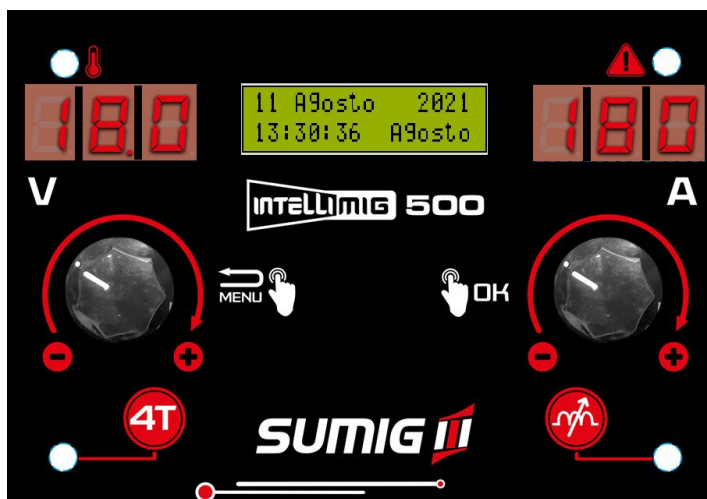 18.0
11 Agosto 2021
13:30:36 Agosto
180
V
A
INTELLIMIG 500
MENU
OK
4T
SUMIG